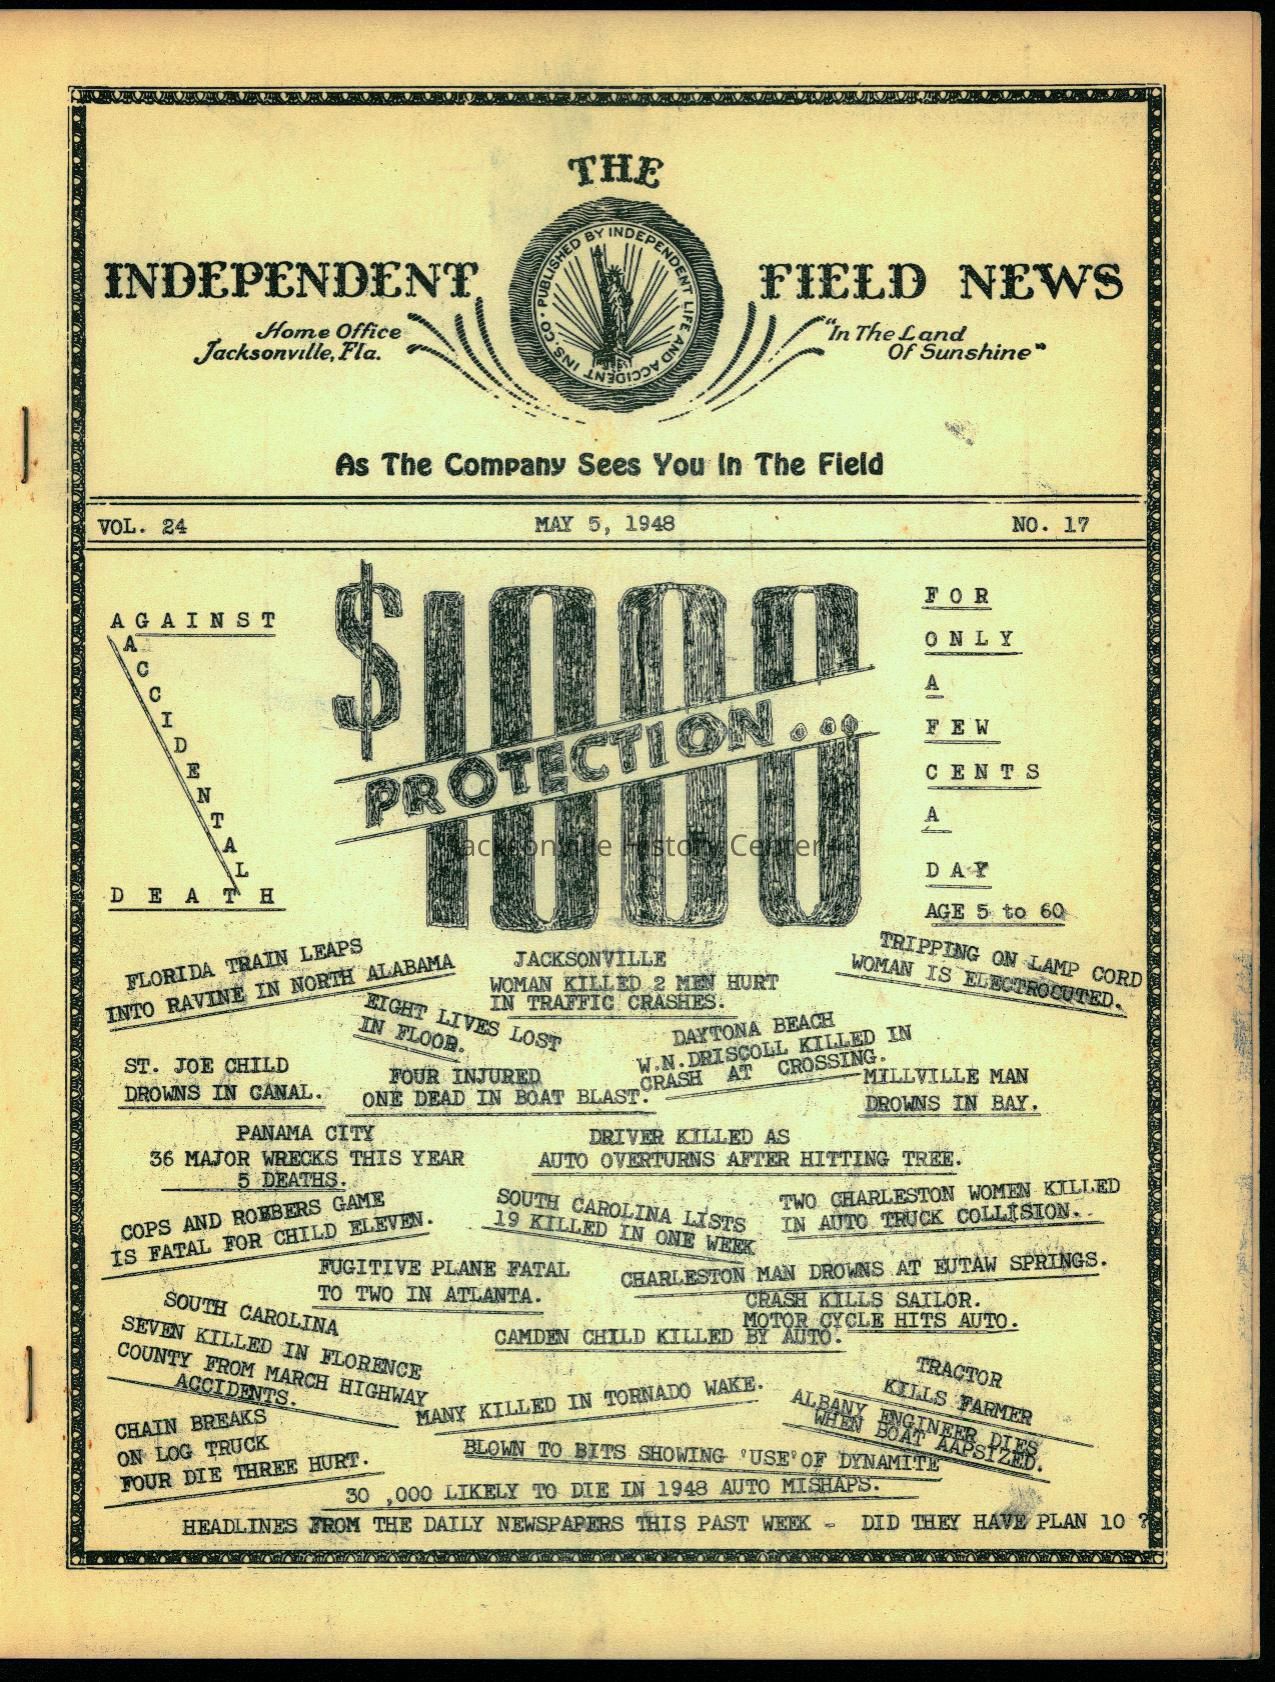 THE
INDEPENDENT FIELD NEWS
PUBLISHED BY INDEPENDENT LIFE AND ACCIDENT INS. CO.
Home Office
Jacksonville, Fla.
"In The Land
Of Sunshine"
As The Company Sees You In The Field
VOL. 24 MAY 5, 1948 NO. 17
AGAINST
ACCIDENTAL
DEATH
$1000
PROTECTION...
FOR
ONLY
A
FEW
CENTS
A
DAY
AGE 5 to 60
Jacksonville History Center
FLORIDA TRAIN LEAPS
INTO RAVINE IN NORTH ALABAMA
JACKSONVILLE
WOMAN KILLED 2 MEN HURT
IN TRAFFIC CRASHES.
TRIPPING ON LAMP CORD
WOMAN IS ELECTROCUTED.
EIGHT LIVES LOST
IN FLOOR.
DAYTONA BEACH
W.N.DRISCOLL KILLED IN
CRASH AT CROSSING.
ST. JOE CHILD
DROWNS IN CANAL.
FOUR INJURED
ONE DEAD IN BOAT BLAST.
MILLVILLE MAN
DROWNS IN BAY.
PANAMA CITY
36 MAJOR WRECKS THIS YEAR
5 DEATHS.
DRIVER KILLED AS
AUTO OVERTURNS AFTER HITTING TREE.
COPS AND ROBBERS GAME
IS FATAL FOR CHILD ELEVEN.
SOUTH CAROLINA LISTS
19 KILLED IN ONE WEEK
TWO CHARLESTON WOMEN KILLED
IN AUTO TRUCK COLLISION..
FUGITIVE PLANE FATAL
TO TWO IN ATLANTA.
CHARLESTON MAN DROWNS AT EUTAW SPRINGS.
CRASH KILLS SAILOR.
MOTOR CYCLE HITS AUTO.
CAMDEN CHILD KILLED BY AUTO.
SOUTH CAROLINA
SEVEN KILLED IN FLORENCE
COUNTY FROM MARCH HIGHWAY
ACCIDENTS.
MANY KILLED IN TORNADO WAKE.
TRACTOR
KILLS FARMER
ALBANY ENGINEER DIES
WHEN BOAT AAPSIZED.
CHAIN BREAKS
ON LOG TRUCK
FOUR DIE THREE HURT.
BLOWN TO BITS SHOWING 'USE'OF DYNAMITE
30 ,000 LIKELY TO DIE IN 1948 AUTO MISHAPS.
HEADLINES FROM THE DAILY NEWSPAPERS THIS PAST WEEK - DID THEY HAVE PLAN 10 ?